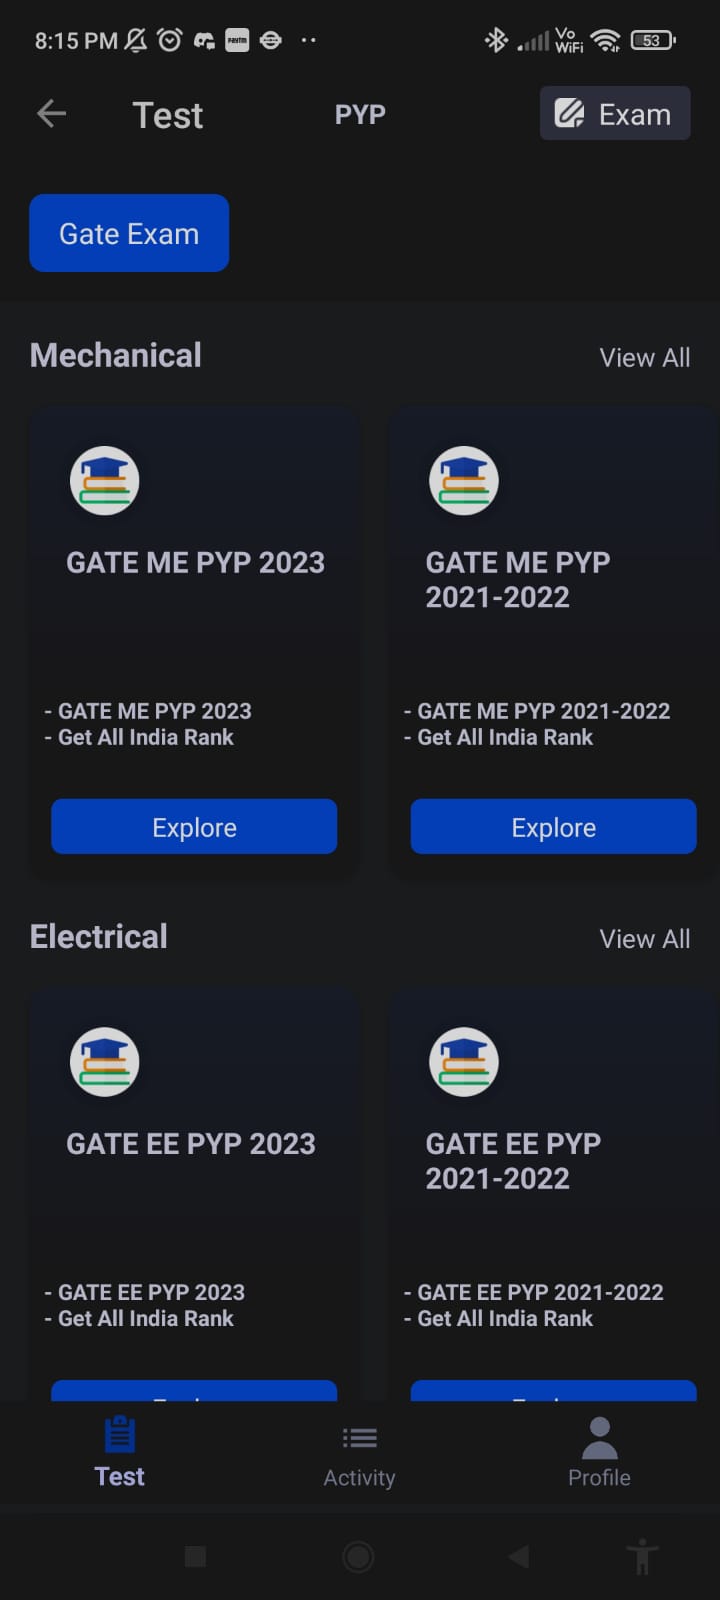 8:15 PM
Paytm
Vo
WiFi
53
Test
PYP
Exam
Gate Exam
Mechanical
View All
GATE ME PYP 2023
- GATE ME PYP 2023
- Get All India Rank
Explore
GATE ME PYP
2021-2022
- GATE ME PYP 2021-2022
- Get All India Rank
Explore
Electrical
View All
GATE EE PYP 2023
- GATE EE PYP 2023
- Get All India Rank
GATE EE PYP
2021-2022
- GATE EE PYP 2021-2022
- Get All India Rank
Test
Activity
Profile